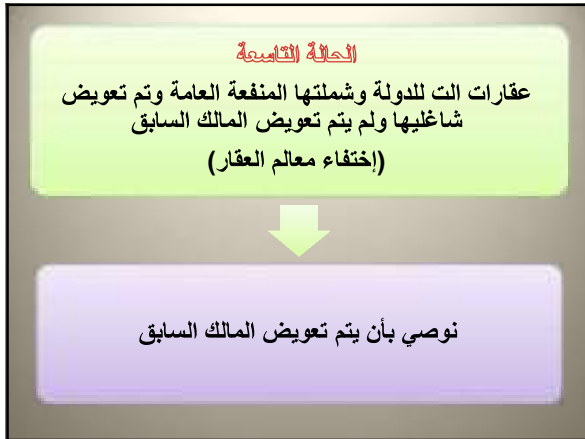 الحالة التاسعة
عقارات الت للدولة وشملتها المنفعة العامة وتم تعويض
شاغليها ولم يتم تعويض المالك السابق
(إختفاء معالم العقار)
نوصي بأن يتم تعويض المالك السابق